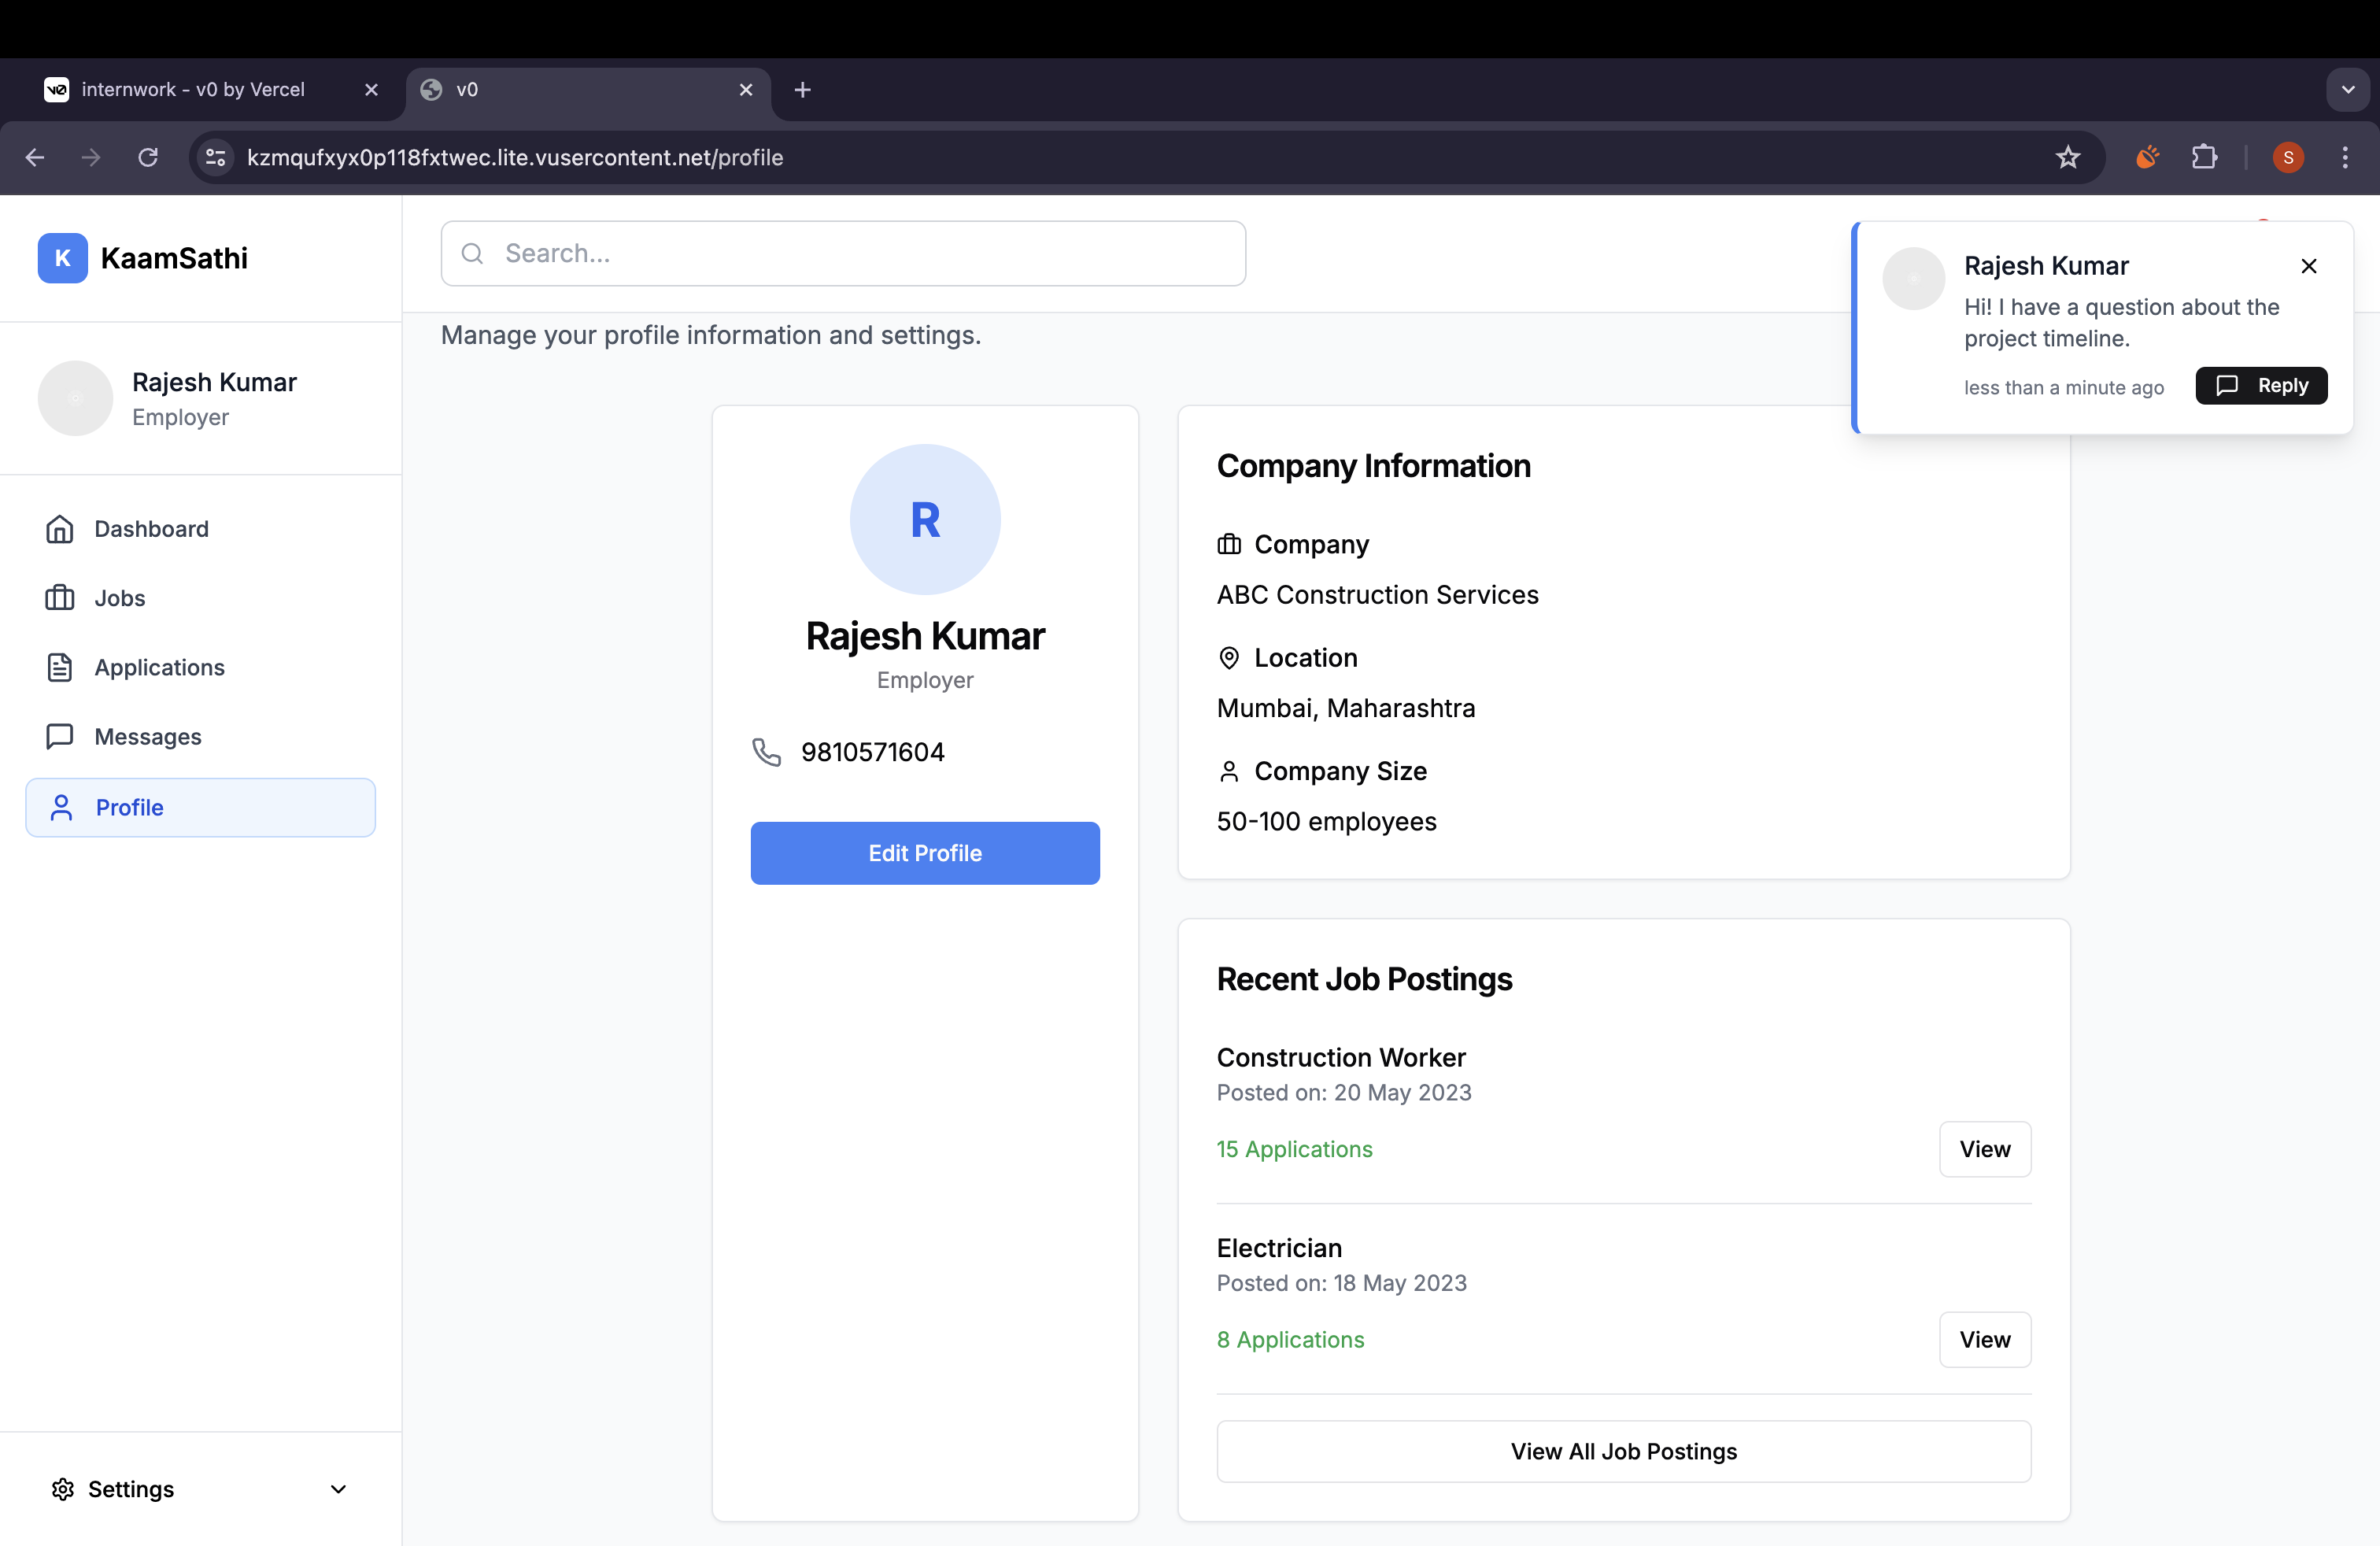 internwork - v0 by Vercel
v0
kzmqufxyx0p118fxtwec.lite.vusercontent.net/profile
S
K
KaamSathi
Search...
Rajesh Kumar
Hi! I have a question about the
project timeline.
less than a minute ago
Reply
Rajesh Kumar
Employer
Dashboard
Jobs
Applications
Messages
Profile
Settings
Manage your profile information and settings.
R
Rajesh Kumar
Employer
9810571604
Edit Profile
Company Information
Company
ABC Construction Services
Location
Mumbai, Maharashtra
Company Size
50-100 employees
Recent Job Postings
Construction Worker
Posted on: 20 May 2023
15 Applications
View
Electrician
Posted on: 18 May 2023
8 Applications
View
View All Job Postings